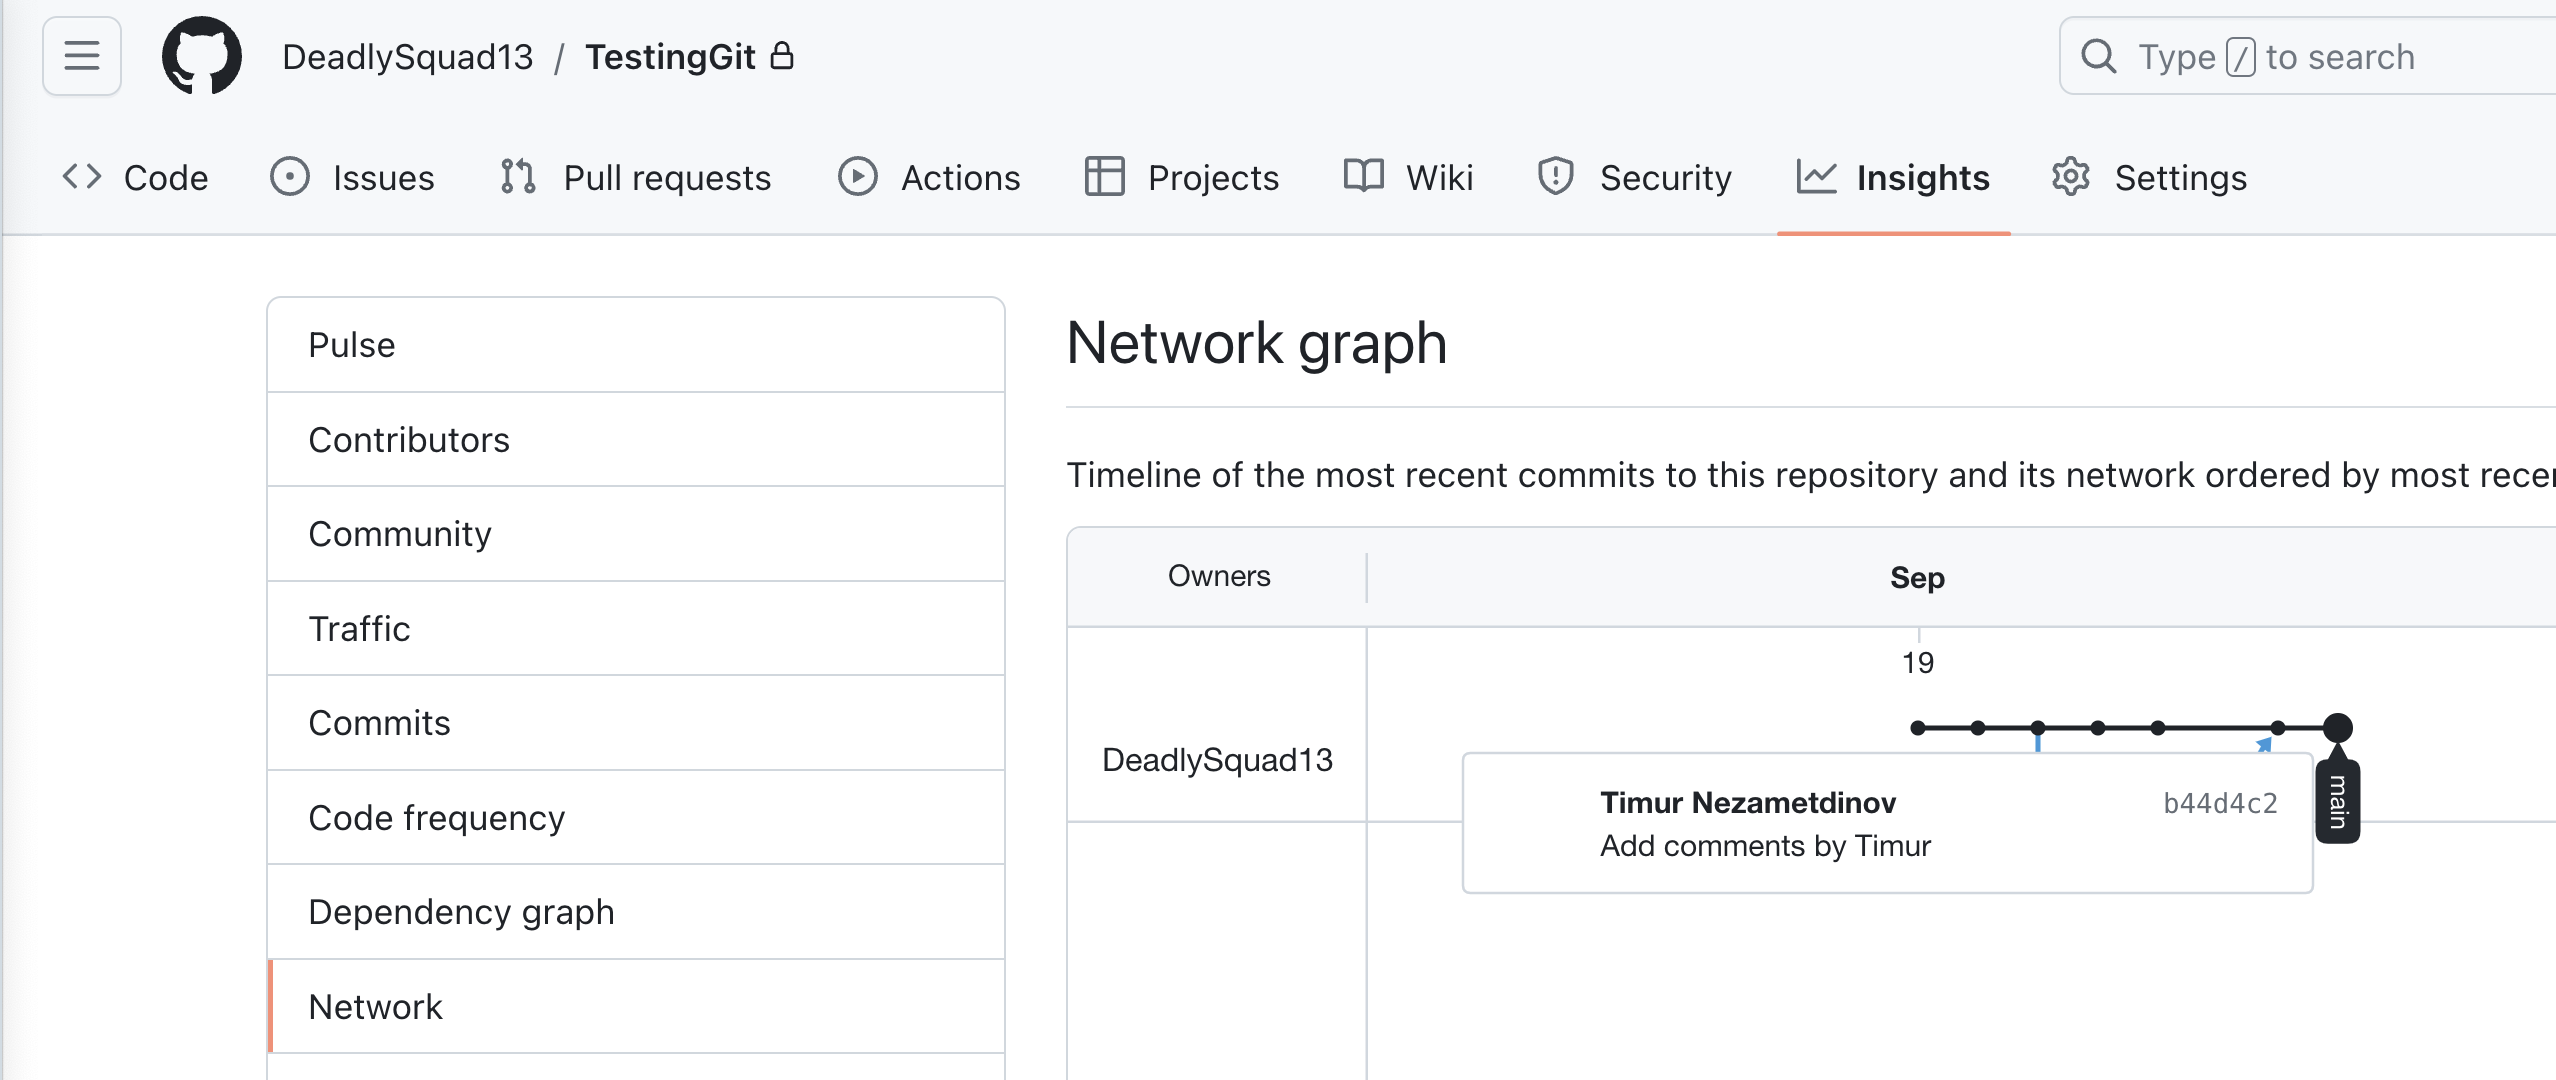 DeadlySquad13 / TestingGit
Type / to search
Code Issues Pull requests Actions Projects Wiki Security Insights Settings
Pulse
Contributors
Community
Traffic
Commits
Code frequency
Dependency graph
Network
Network graph
Timeline of the most recent commits to this repository and its network ordered by most
Owners
Sep
19
DeadlySquad13
Timur Nezametdinov
b44d4c2
Add comments by Timur
main